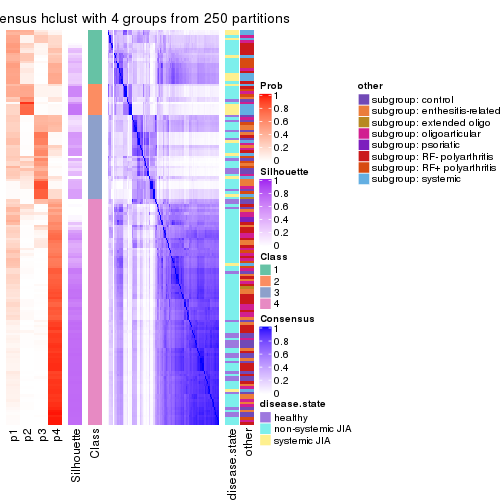 ensus hclust with 4 groups from 250 partitions
p1
p2
p3
p4
Silhouette
Class
disease.state
other
Prob
1
0.8
0.6
0.4
0.2
0
Silhouette
1
0.8
0.6
0.4
0.2
0
Class
1
2
3
4
Consensus
1
0.8
0.6
0.4
0.2
0
disease.state
healthy
non-systemic JIA
systemic JIA
other
subgroup: control
subgroup: enthesitis-related
subgroup: extended oligo
subgroup: oligoarticular
subgroup: psoriatic
subgroup: RF- polyarthritis
subgroup: RF+ polyarthritis
subgroup: systemic